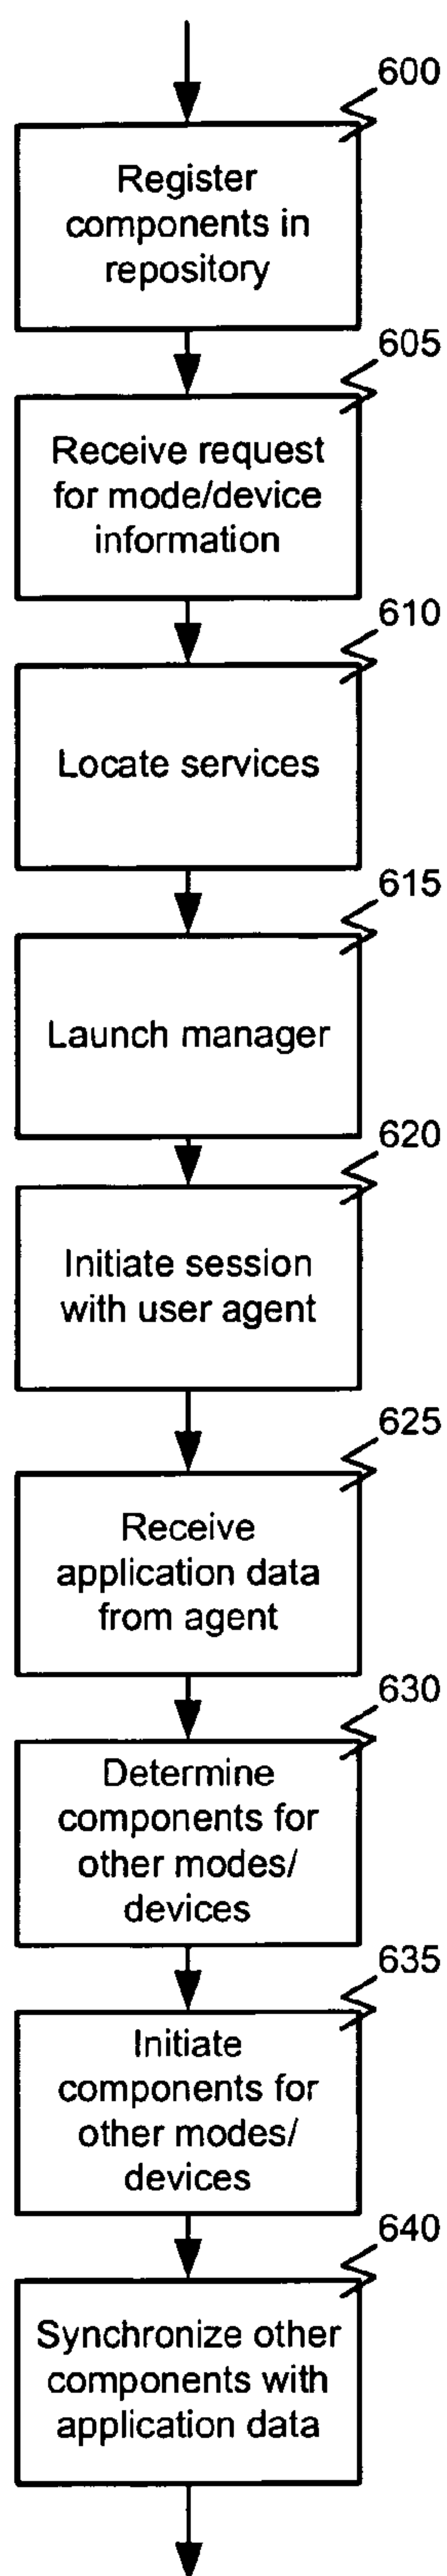 600
Register
components in
repository
605
Receive request
for mode/device
information
610
Locate services
615
Launch manager
620
Initiate session
with user agent
625
Receive
application data
from agent
630
Determine
components for
other modes/
devices
635
Initiate
components for
other modes/
devices
640
Synchronize other
components with
application data